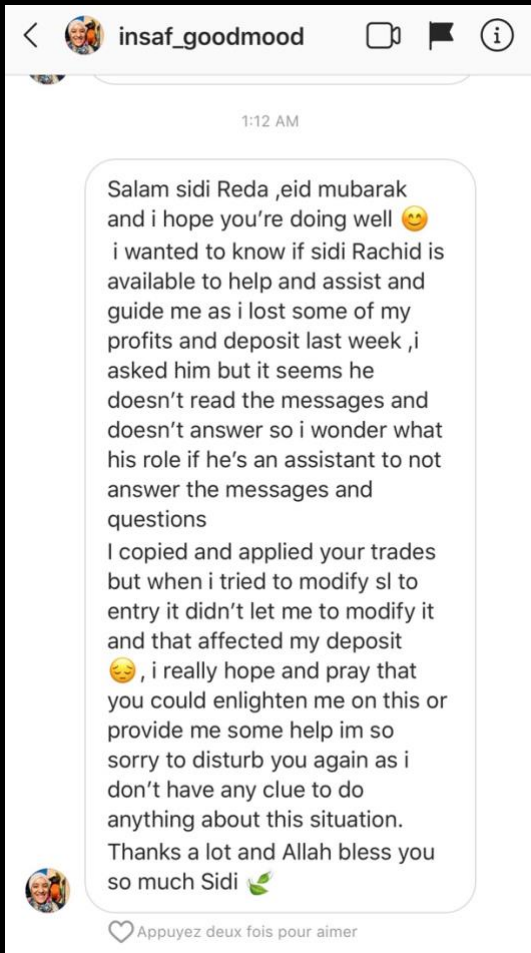 insaf_goodmood
1:12 AM
Salam sidi Reda ,eid mubarak
and i hope you're doing well 😊
i wanted to know if sidi Rachid is
available to help and assist and
guide me as i lost some of my
profits and deposit last week ,i
asked him but it seems he
doesn't read the messages and
doesn't answer so i wonder what
his role if he's an assistant to not
answer the messages and
questions
I copied and applied your trades
but when i tried to modify sl to
entry it didn't let me to modify it
and that affected my deposit
😔, i really hope and pray that
you could enlighten me on this or
provide me some help im so
sorry to disturb you again as i
don't have any clue to do
anything about this situation.
Thanks a lot and Allah bless you
so much Sidi 🍃
Appuyez deux fois pour aimer